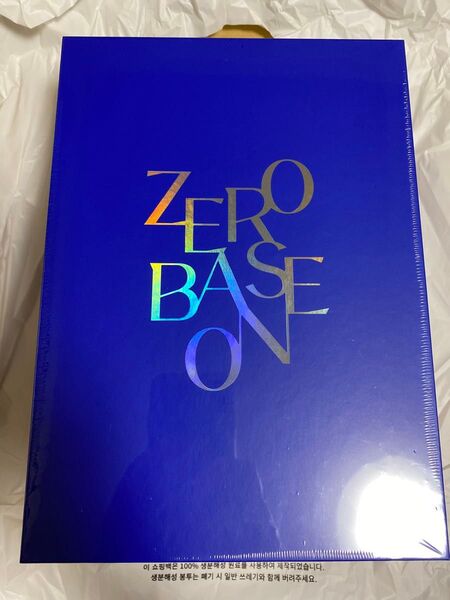 ZERO
BASE
ON
이 쇼핑백은 100% 생분해성 원료를 사용하여 제작되었습니다.
생분해성 봉투는 폐기 시 일반 쓰레기와 함께 버려주세요.